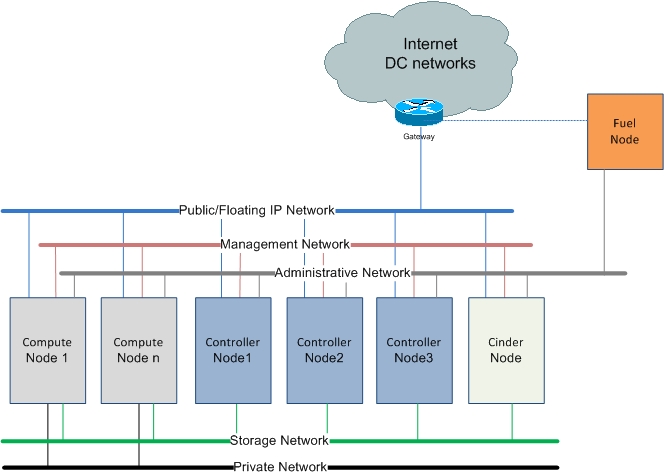 Internet
DC networks
Gateway
Fuel
Node
Public/Floating IP Network
Management Network
Administrative Network
Compute
Node 1
Compute
Node n
Controller
Node1
Controller
Node2
Controller
Node3
Cinder
Node
Storage Network
Private Network